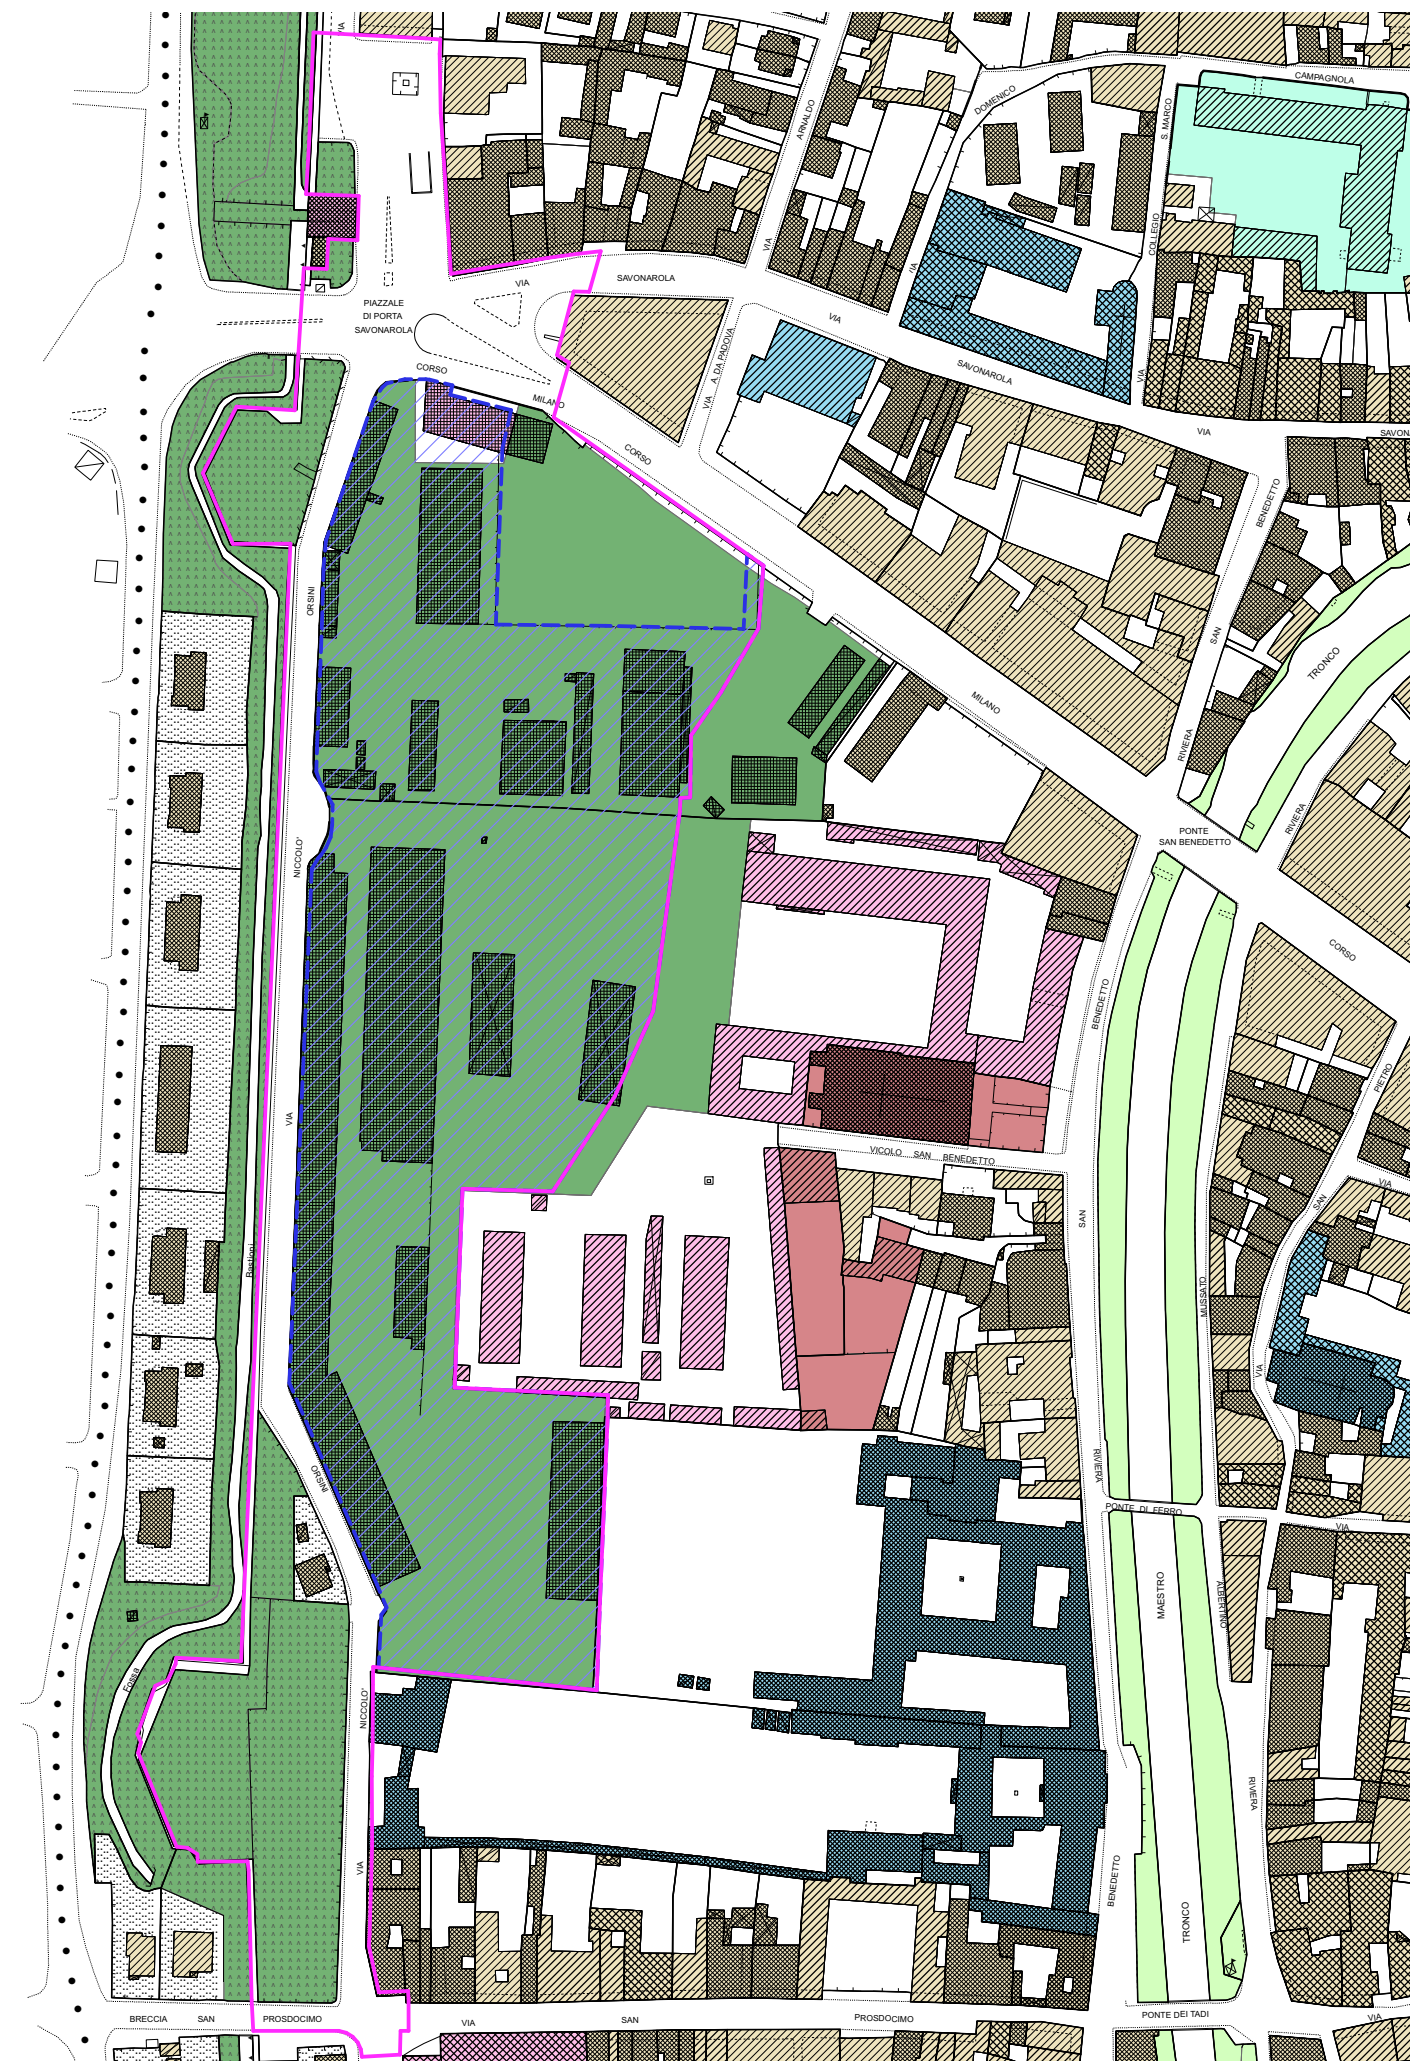 VIA
CAMPAGNOLA
DOMENICO
ARNALDO
S. MARCO
COLLEGIO
VIA
VIA
SAVONAROLA
VIA
PIAZZALE
DI PORTA
SAVONAROLA
VIA
VIA A. DA PADOVA
CORSO
MILANO
SAVONAROLA
VIA
VIA
CORSO
BENEDETTO
ORSINI
SAN
TRONCO
MILANO
RIVIERA
RIVIERA
PONTE
SAN BENEDETTO
NICCOLO'
CORSO
BENEDETTO
PIETRO
VIA
VICOLO SAN BENEDETTO
VIA
SAN
SAN
Bastioni
MUSSATO
VIA
ORSINI
RIVIERA
PONTE DI FERRO
VIA
MAESTRO
ALBERTINO
Fossa
NICCOLO'
RIVIERA
VIA
BENEDETTO
TRONCO
BRECCIA SAN PROSDOCIMO
VIA SAN PROSDOCIMO
PONTE DEI TADI
VIA